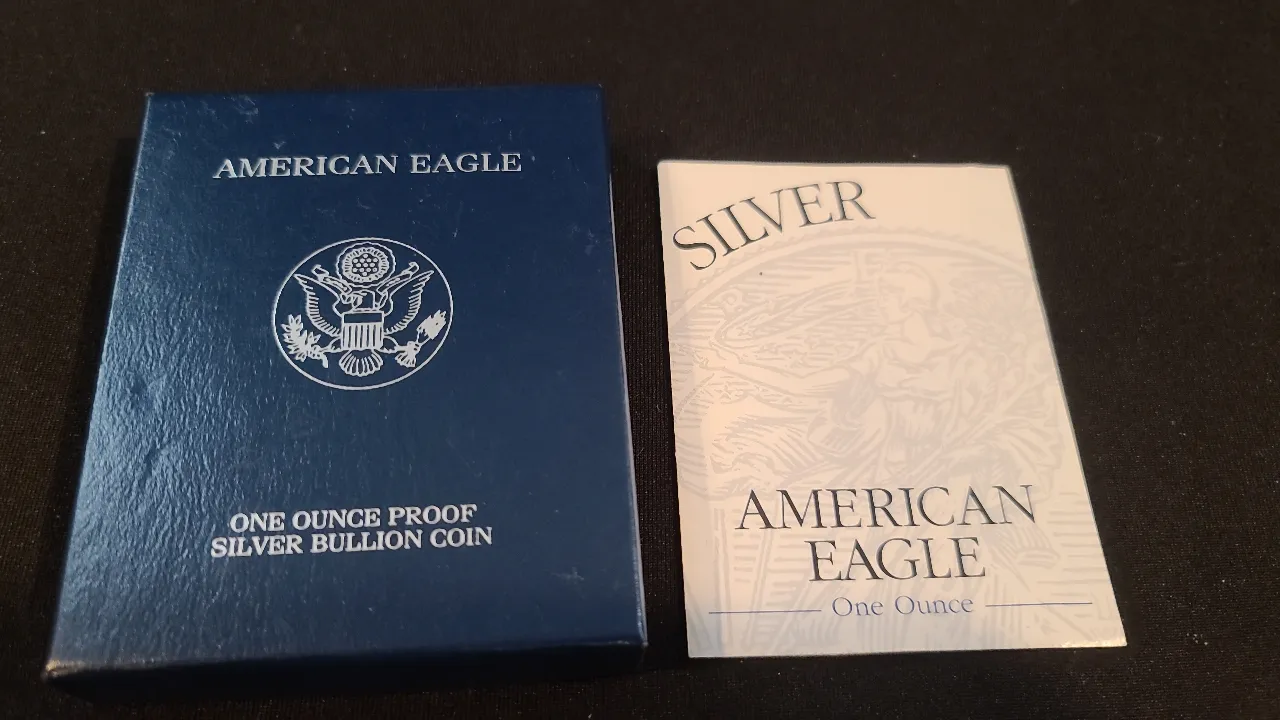 AMERICAN EAGLE
ONE OUNCE PROOF
SILVER BULLION COIN
SILVER
AMERICAN
EAGLE
One Ounce